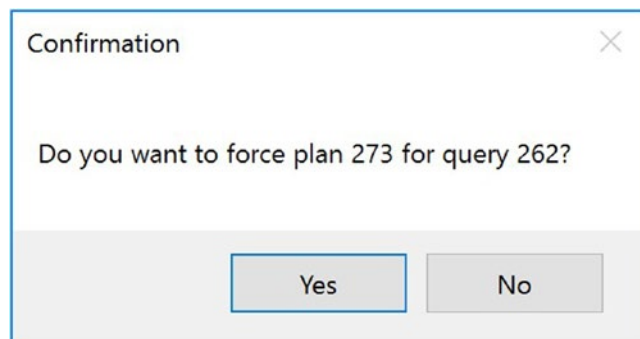 Confirmation
Do you want to force plan 273 for query 262?
Yes No